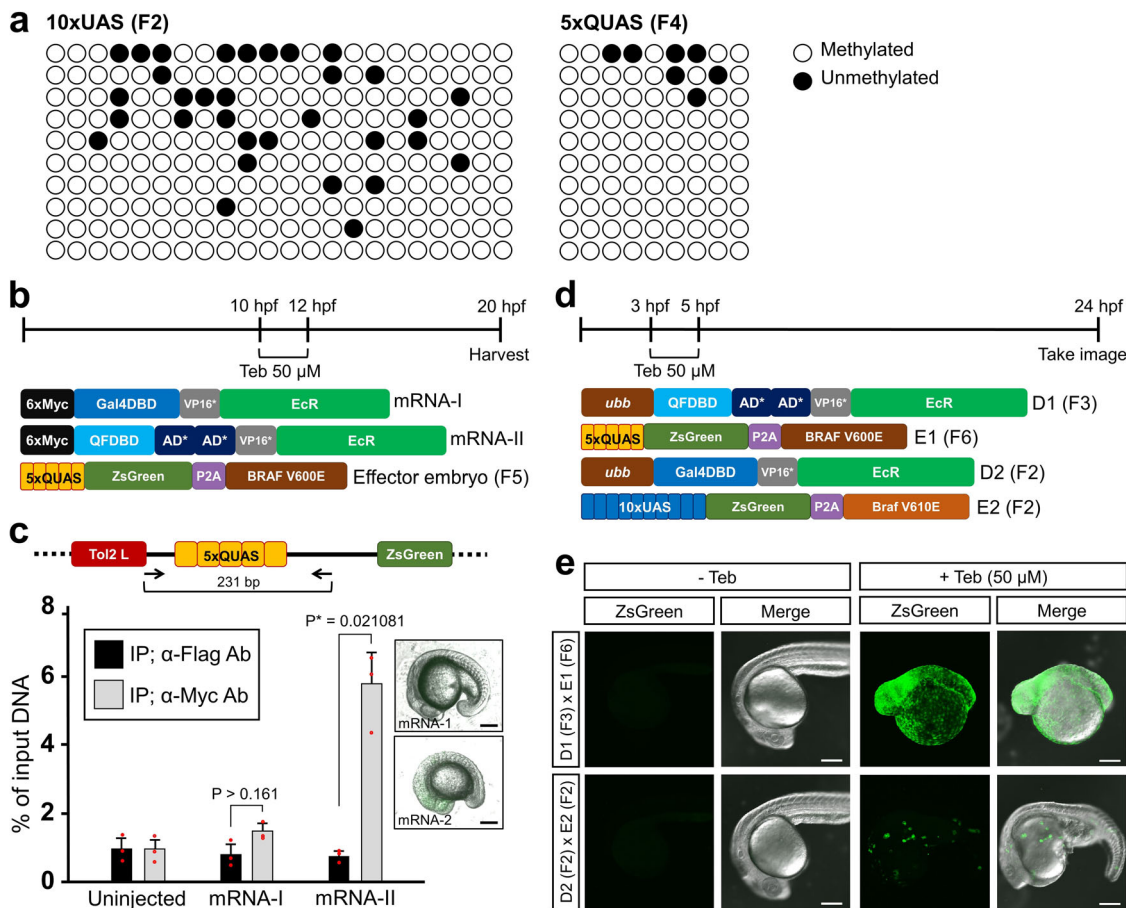 a
10xUAS (F2)
5xQUAS (F4)
Methylated
Unmethylated
b
10 hpf
12 hpf
20 hpf
Harvest
Teb 50 µM
6xMyc Gal4DBD VP16* EcR mRNA-I
6xMyc QFDBD AD* AD* VP16* EcR mRNA-II
5xQUAS ZsGreen P2A BRAF V600E Effector embryo (F5)
c
Tol2 L 5xQUAS ZsGreen
231 bp
% of input DNA
8
6
4
2
0
IP; α-Flag Ab
IP; α-Myc Ab
P > 0.161
P* = 0.021081
mRNA-1
mRNA-2
Uninjected mRNA-I mRNA-II
d
3 hpf
5 hpf
24 hpf
Take image
Teb 50 µM
ubb QFDBD AD* AD* VP16* EcR D1 (F3)
5xQUAS ZsGreen P2A BRAF V600E E1 (F6)
ubb Gal4DBD VP16* EcR D2 (F2)
10xUAS ZsGreen P2A Braf V610E E2 (F2)
e
- Teb
+ Teb (50 µM)
ZsGreen Merge ZsGreen Merge
D1 (F3) x E1 (F6)
D2 (F2) x E2 (F2)